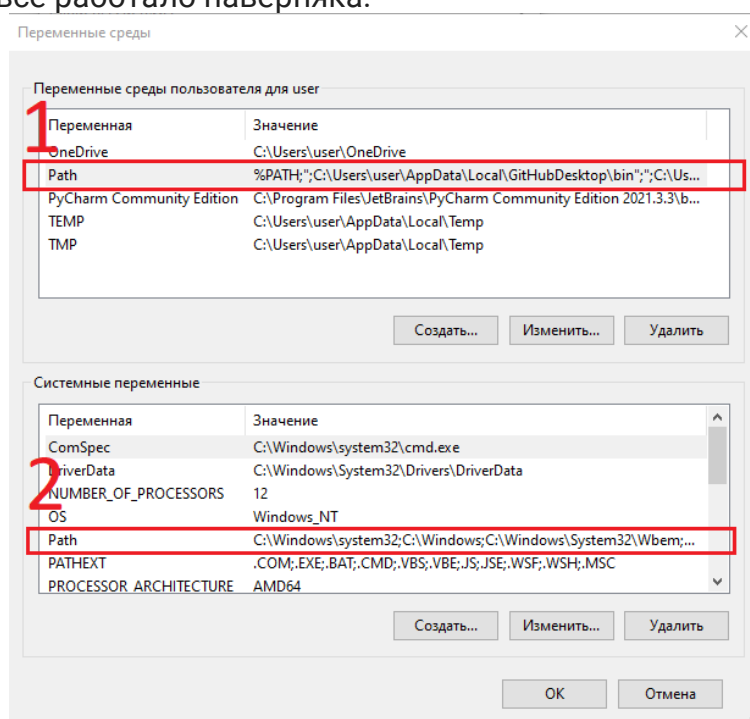 все работало наверняка.
Переменные среды
Переменные среды пользователя для user
1
Переменная Значение
OneDrive C:\Users\user\OneDrive
Path %PATH;";C:\Users\user\AppData\Local\GitHubDesktop\bin";";C:\Us...
PyCharm Community Edition C:\Program Files\JetBrains\PyCharm Community Edition 2021.3.3\b...
TEMP C:\Users\user\AppData\Local\Temp
TMP C:\Users\user\AppData\Local\Temp
Создать... Изменить... Удалить
Системные переменные
Переменная Значение
ComSpec C:\Windows\system32\cmd.exe
2
DriverData C:\Windows\System32\Drivers\DriverData
NUMBER_OF_PROCESSORS 12
OS Windows_NT
Path C:\Windows\system32;C:\Windows;C:\Windows\System32\Wbem;...
PATHEXT .COM;.EXE;.BAT;.CMD;.VBS;.VBE;.JS;.JSE;.WSF;.WSH;.MSC
PROCESSOR_ARCHITECTURE AMD64
Создать... Изменить... Удалить
ОК Отмена